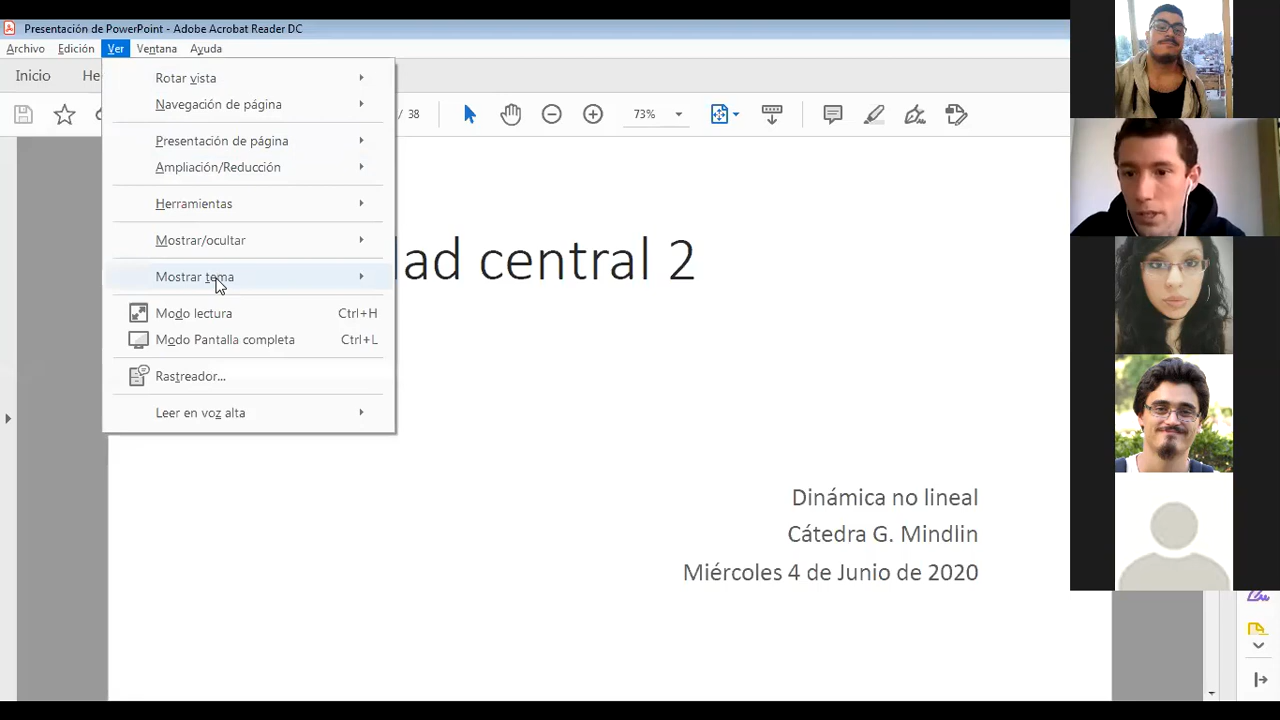 Presentación de PowerPoint - Adobe Acrobat Reader DC
Archivo Edición Ver Ventana Ayuda
Inicio He
Rotar vista
Navegación de página
/ 38
73%
Presentación de página
Ampliación/Reducción
Herramientas
Mostrar/ocultar
dad central 2
Mostrar tema
Modo lectura Ctrl+H
Modo Pantalla completa Ctrl+L
Rastreador...
Leer en voz alta
Dinámica no lineal
Cátedra G. Mindlin
Miércoles 4 de Junio de 2020